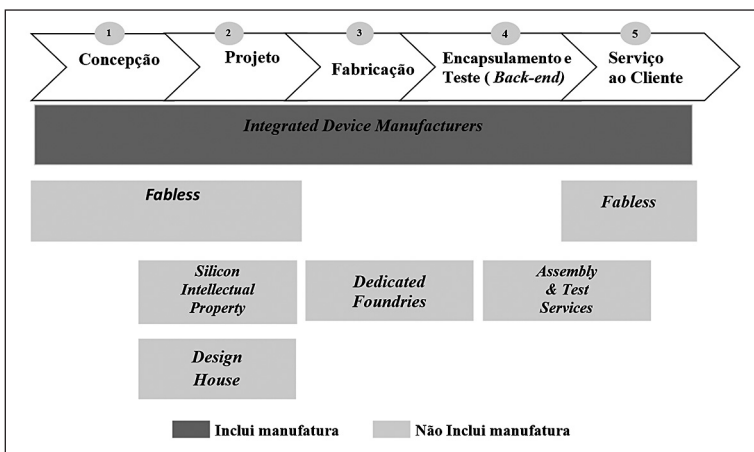 1
2
3
4
5
Concepção
Projeto
Fabricação
Encapsulamento e
Teste ( Back-end)
Serviço
ao Cliente
Integrated Device Manufacturers
Fabless
Fabless
Silicon
Intellectual
Property
Dedicated
Foundries
Assembly
& Test
Services
Design
House
Inclui manufatura
Não Inclui manufatura